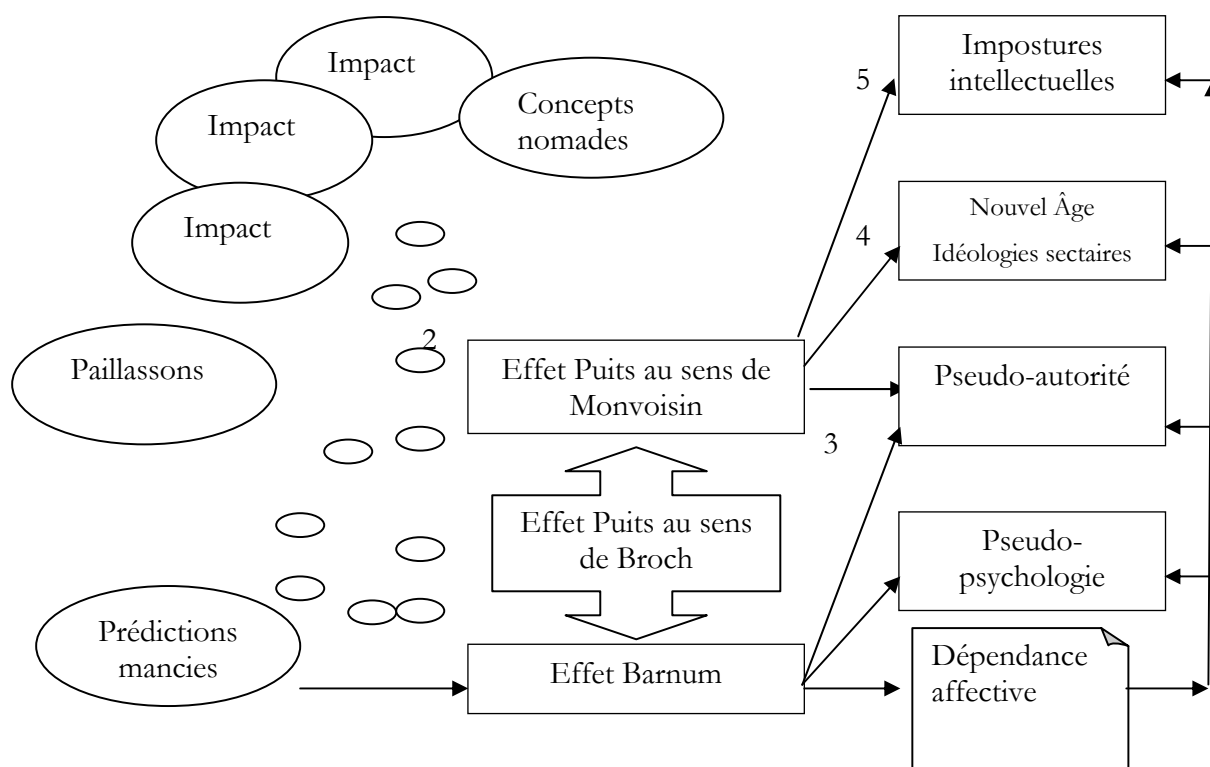 Impact
Impact
Impact
Concepts
nomades
Paillassons
Prédictions
mancies
2
Effet Puits au sens de
Monvoisin
Effet Puits au sens
de Broch
Effet Barnum
5
4
3
Impostures
intellectuelles
Nouvel Âge
Idéologies sectaires
Pseudo-autorité
Pseudo-
psychologie
Dépendance
affective